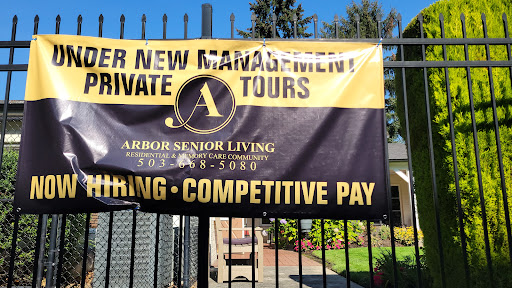 UNDER NEW MANAGEMENT
PRIVATE TOURS
A
ARBOR SENIOR LIVING
RESIDENTIAL & MEMORY CARE COMMUNITY
503-668-5080
NOW HIRING • COMPETITIVE PAY